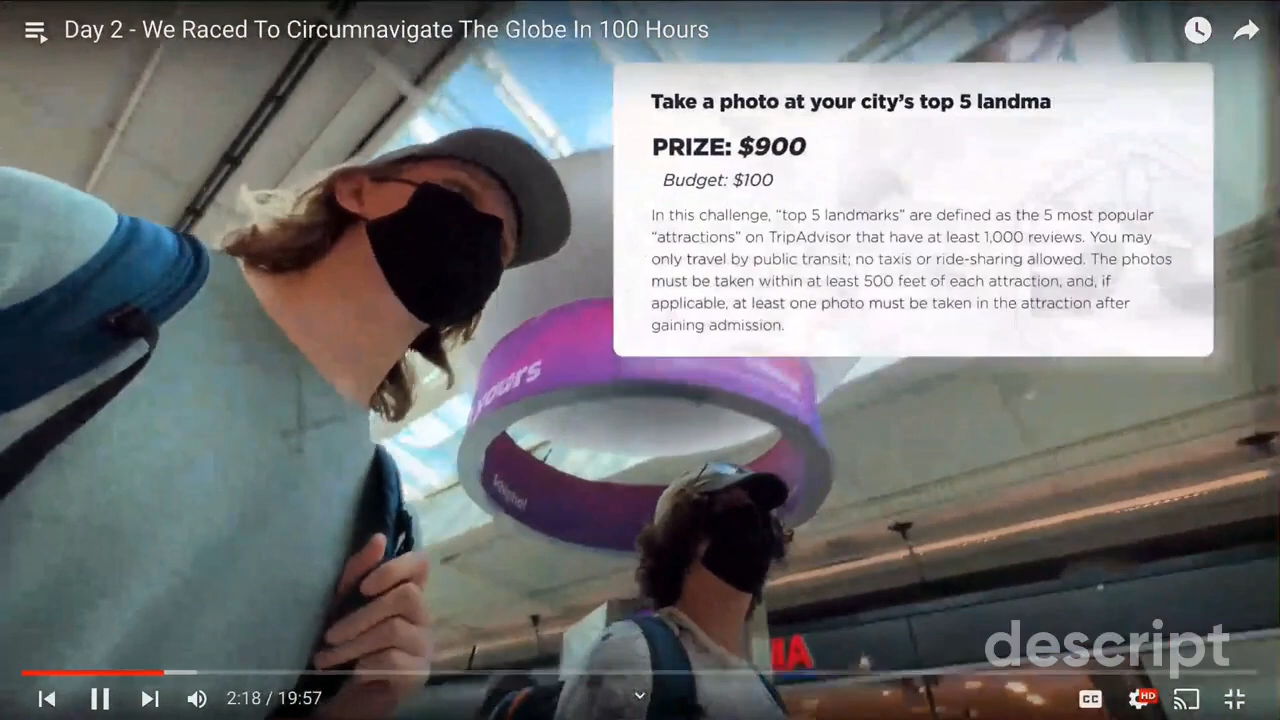 Day 2 - We Raced To Circumnavigate The Globe In 100 Hours
Take a photo at your city's top 5 landma
PRIZE: $900
Budget: $100
In this challenge, “top 5 landmarks” are defined as the 5 most popular
“attractions” on TripAdvisor that have at least 1,000 reviews. You may
only travel by public transit; no taxis or ride-sharing allowed. The photos
must be taken within at least 500 feet of each attraction, and, if
applicable, at least one photo must be taken in the attraction after
gaining admission.
yours
descript
2:18 / 19:57
CC
HD